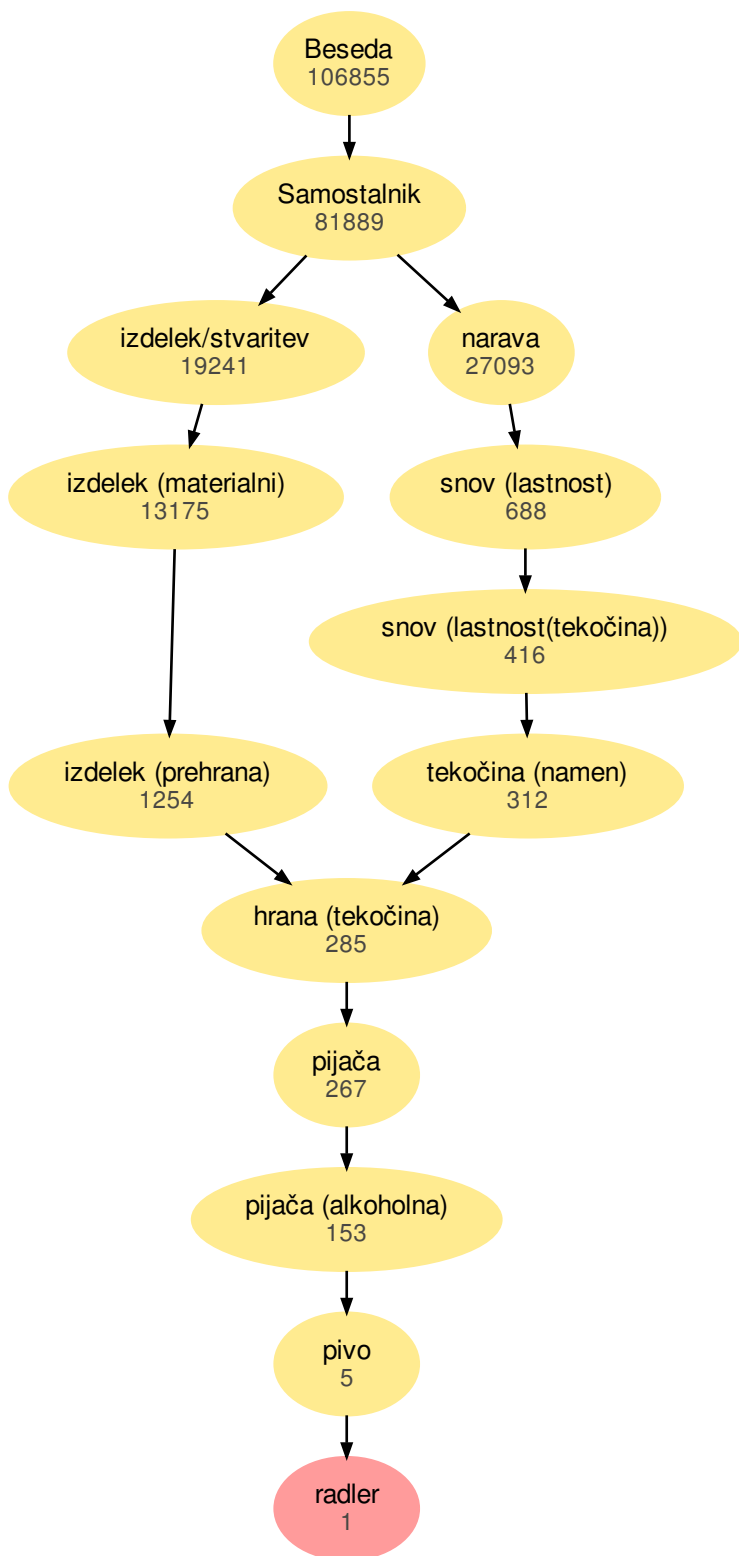 Beseda
106855
Samostalnik
81889
izdelek/stvaritev
19241
narava
27093
izdelek (materialni)
13175
snov (lastnost)
688
snov (lastnost(tekočina))
416
izdelek (prehrana)
1254
tekočina (namen)
312
hrana (tekočina)
285
pijača
267
pijača (alkoholna)
153
pivo
5
radler
1